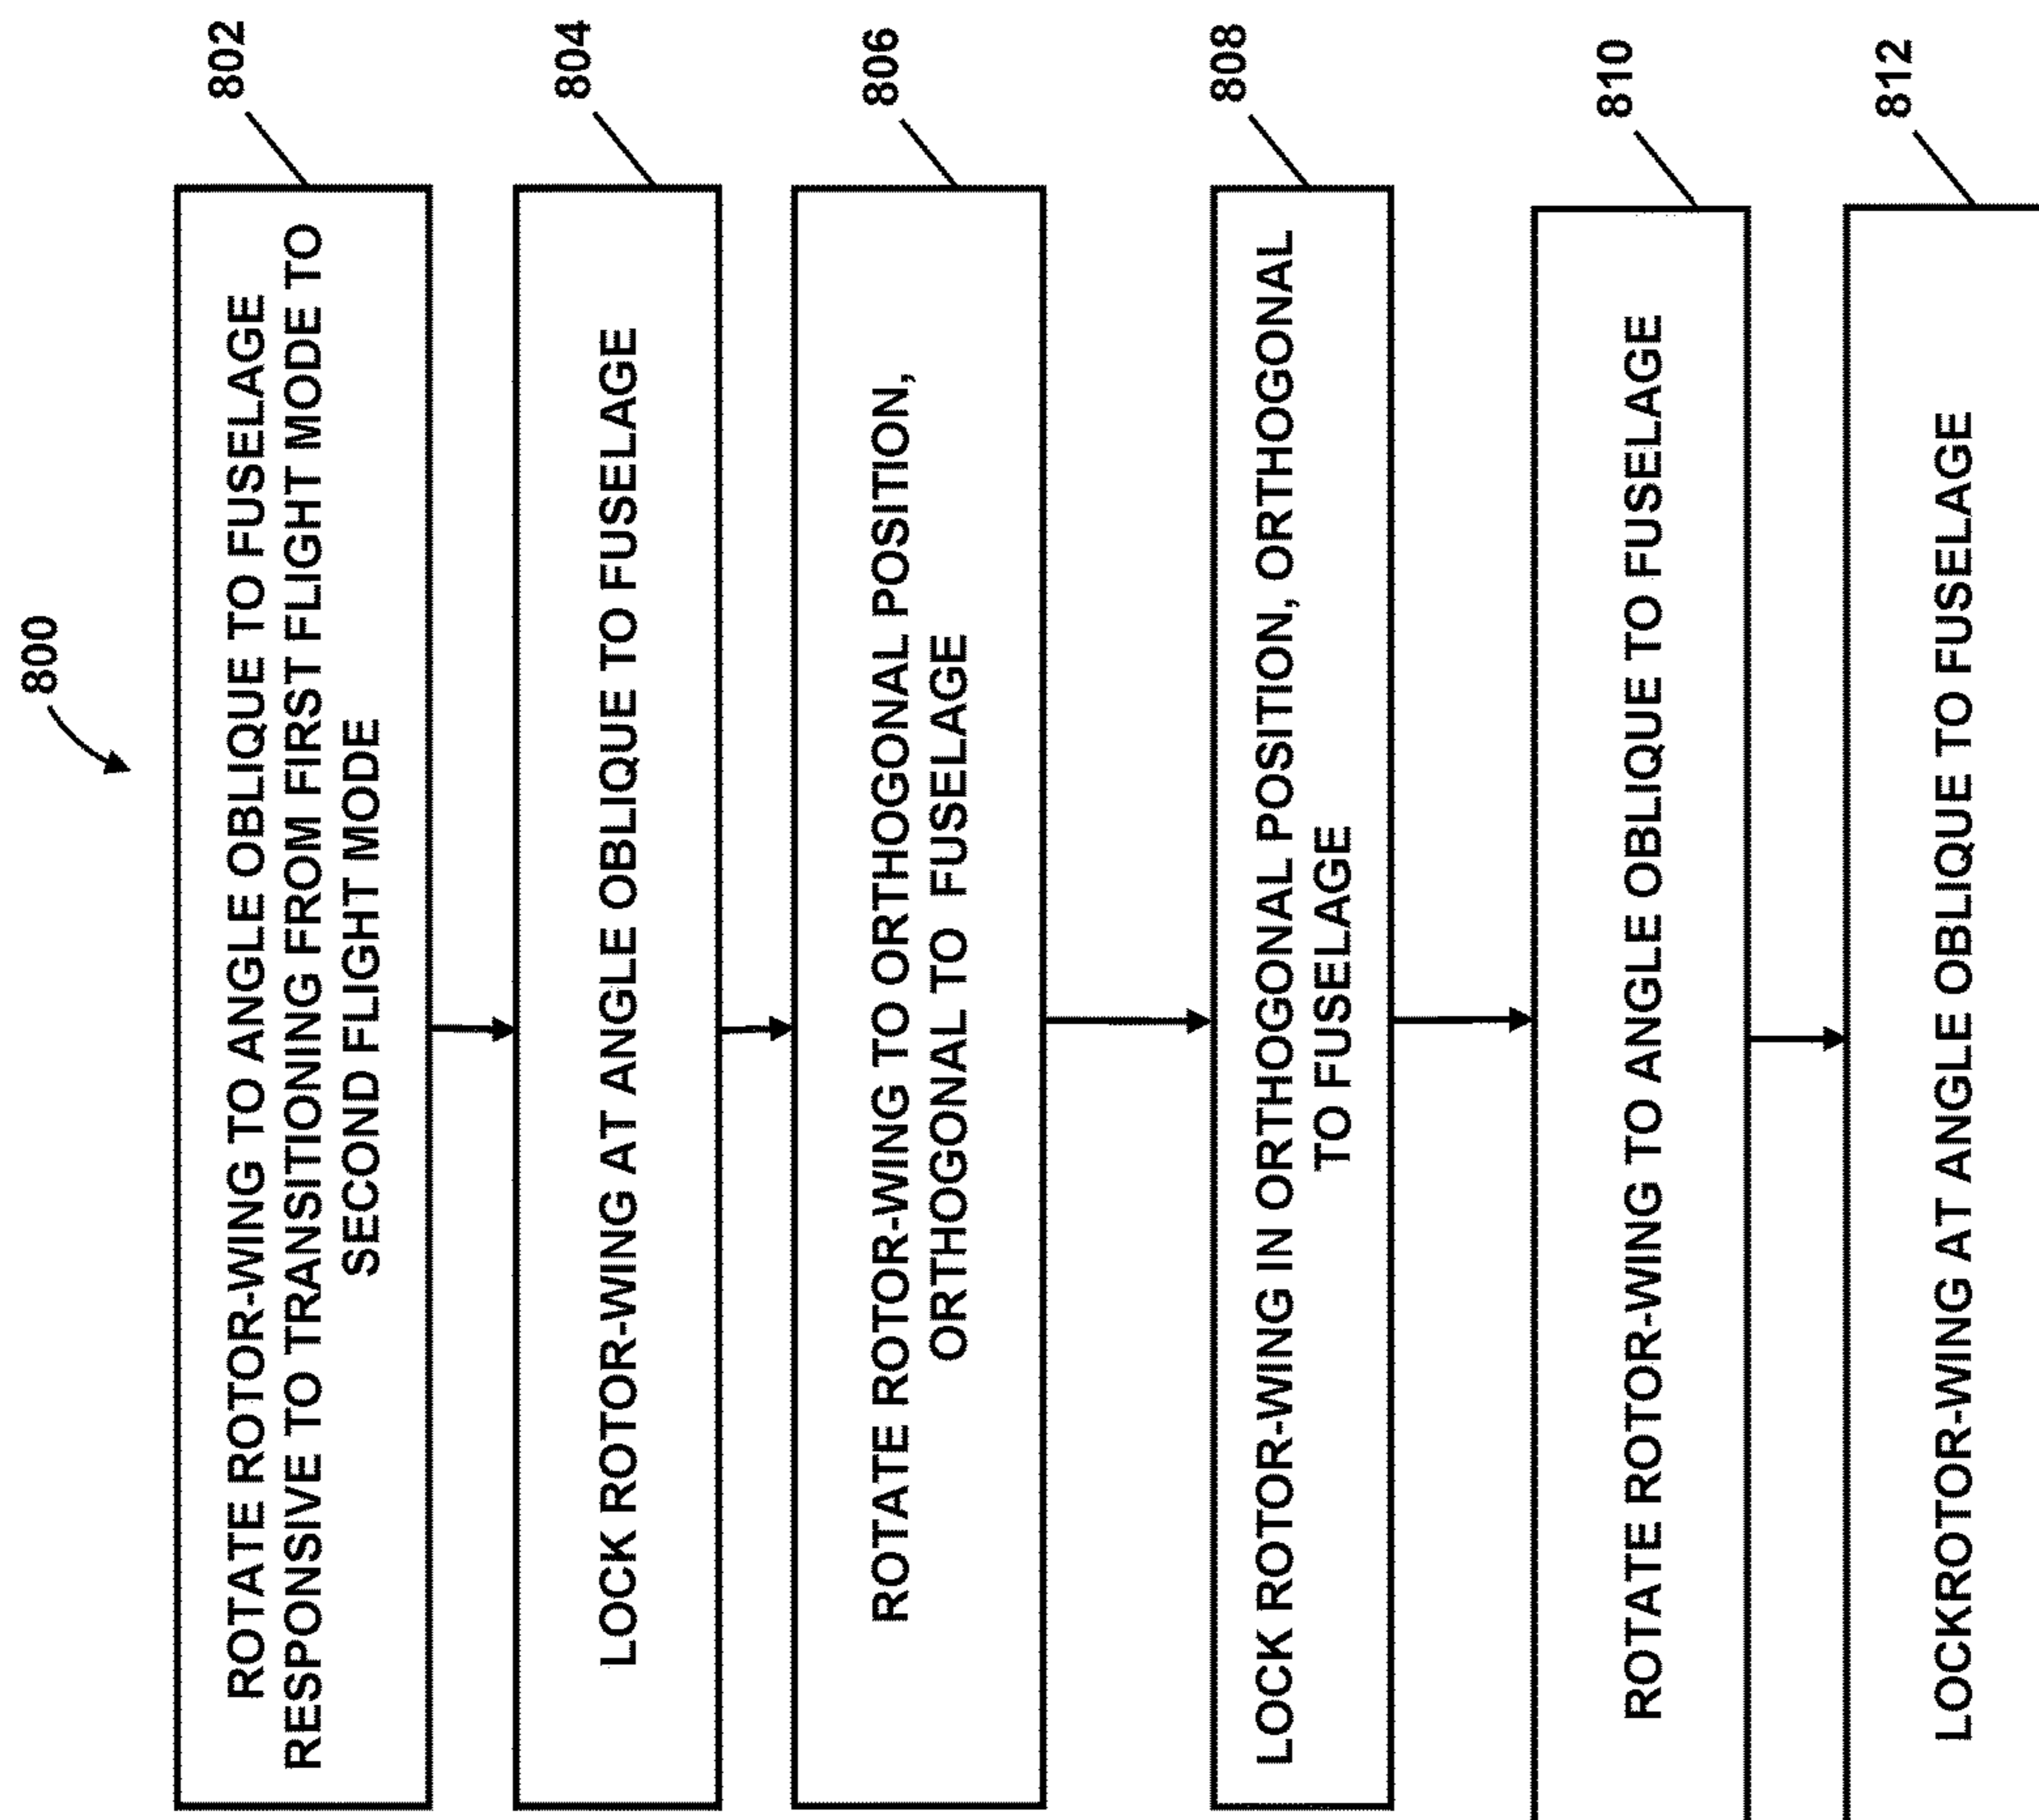 800
802
ROTATE ROTOR-WING TO ANGLE OBLIQUE TO FUSELAGE
RESPONSIVE TO TRANSITIONING FROM FIRST FLIGHT MODE TO
SECOND FLIGHT MODE
804
LOCK ROTOR-WING AT ANGLE OBLIQUE TO FUSELAGE
806
ROTATE ROTOR-WING TO ORTHOGONAL POSITION,
ORTHOGONAL TO FUSELAGE
808
LOCK ROTOR-WING IN ORTHOGONAL POSITION, ORTHOGONAL
TO FUSELAGE
810
ROTATE ROTOR-WING TO ANGLE OBLIQUE TO FUSELAGE
812
LOCKROTOR-WING AT ANGLE OBLIQUE TO FUSELAGE